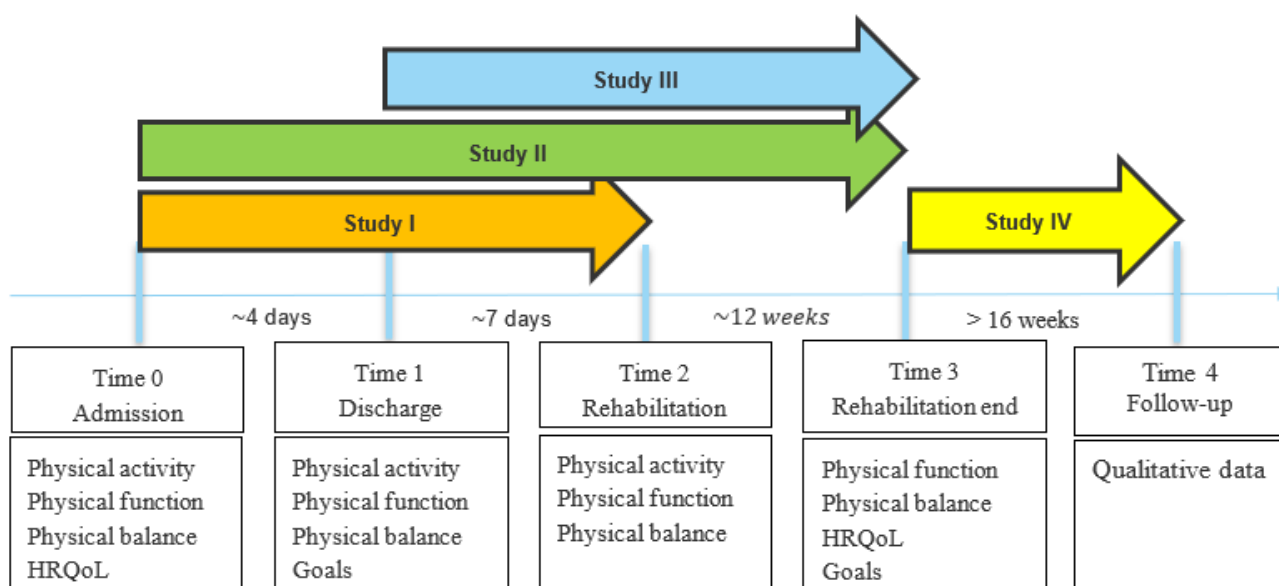 Study III
Study II
Study I
Study IV
~4 days
~7 days
~12 weeks
> 16 weeks
Time 0
Admission
Time 1
Discharge
Time 2
Rehabilitation
Time 3
Rehabilitation end
Time 4
Follow-up
Physical activity
Physical function
Physical balance
HRQoL
Physical activity
Physical function
Physical balance
Goals
Physical activity
Physical function
Physical balance
Physical function
Physical balance
HRQoL
Goals
Qualitative data